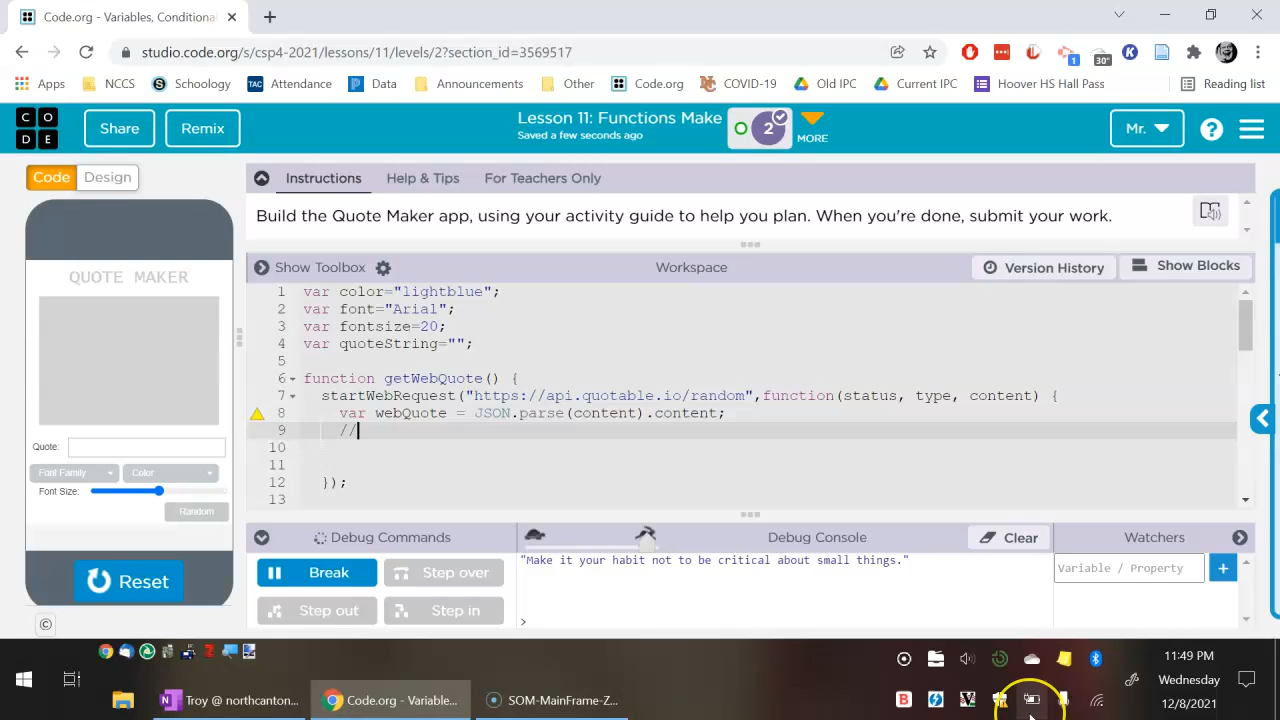 Code.org - Variables, Conditional
studio.code.org/s/csp4-2021/lessons/11/levels/2?section_id=3569517
1
30°
Apps
NCCS
Schoology
TAC
Attendance
Data
Announcements
Other
Code.org
COVID-19
Old IPC
Current IPC
Hoover HS Hall Pass
Reading list
C O
D E
Share
Remix
Lesson 11: Functions Make
Saved a few seconds ago
2
MORE
Mr.
Code
Design
Instructions
Help & Tips
For Teachers Only
Build the Quote Maker app, using your activity guide to help you plan. When you're done, submit your work.
Show Toolbox
Workspace
Version History
Show Blocks
QUOTE MAKER
Quote:
Font Family
Color
Font Size:
Random
Reset
1 var color="lightblue";
2 var font="Arial";
3 var fontsize=20;
4 var quoteString="";
5
6 function getWebQuote() {
7 startWebRequest("https://api.quotable.io/random",function(status, type, content) {
8 var webQuote = JSON.parse(content).content;
9 //
10
11
12 });
13
Debug Commands
Debug Console
Clear
Watchers
Break
Step over
Step out
Step in
"Make it your habit not to be critical about small things."
>
Variable / Property
+
©
11:49 PM
Wednesday
12/8/2021
Troy @ northcanton...
Code.org - Variable...
SOM-MainFrame-Z...